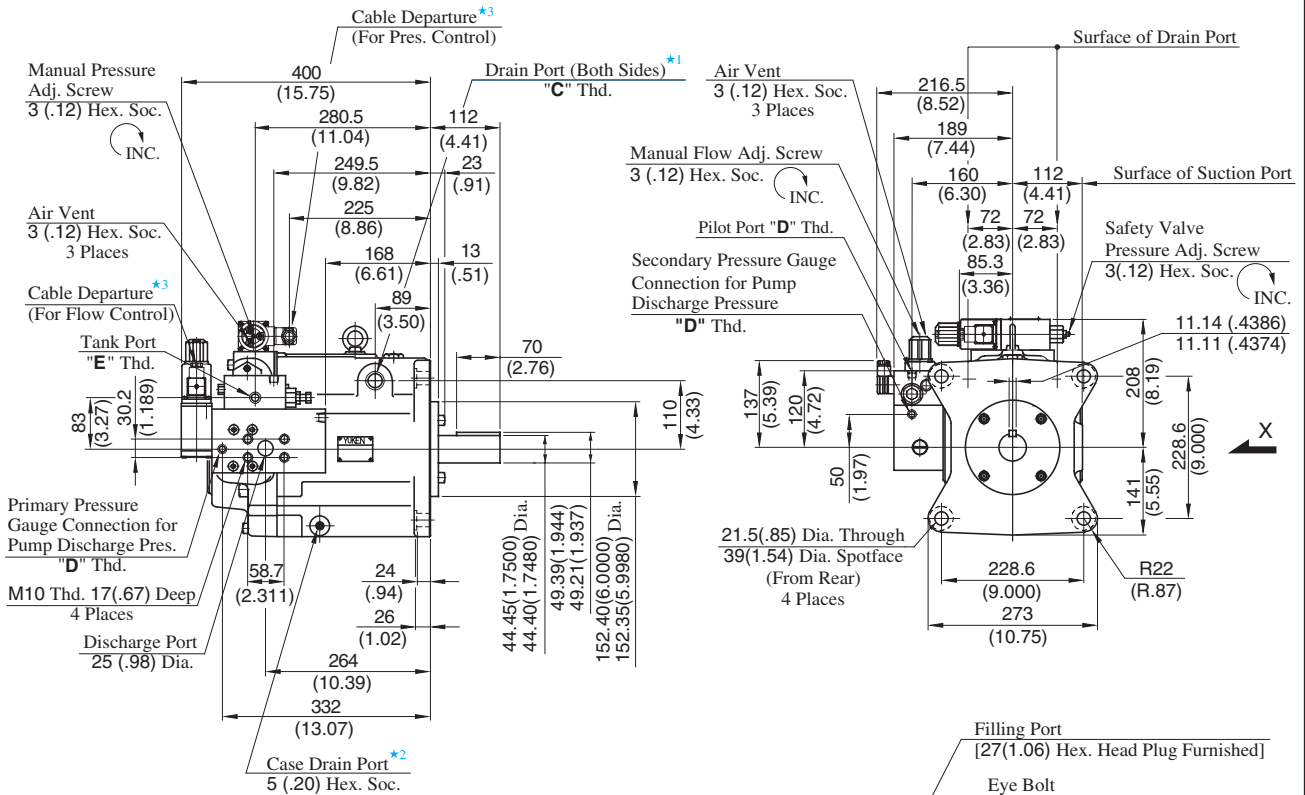 Cable Departure★3
(For Pres. Control)
Manual Pressure
Adj. Screw
3 (.12) Hex. Soc.
INC.
400
(15.75)
Drain Port (Both Sides)★1
"C" Thd.
280.5
(11.04)
112
(4.41)
249.5
(9.82)
23
(.91)
225
(8.86)
Air Vent
3 (.12) Hex. Soc.
3 Places
168
(6.61)
13
(.51)
Cable Departure★3
(For Flow Control)
89
(3.50)
Tank Port
"E" Thd.
70
(2.76)
83
(3.27)
30.2
(1.189)
110
(4.33)
YUKEN
Primary Pressure
Gauge Connection for
Pump Discharge Pres.
"D" Thd.
58.7
(2.311)
M10 Thd. 17(.67) Deep
4 Places
Discharge Port
25 (.98) Dia.
24
(.94)
26
(1.02)
264
(10.39)
332
(13.07)
44.45(1.7500) Dia.
44.40(1.7480)
49.39(1.944)
49.21(1.937)
152.40(6.0000) Dia.
152.35(5.9980)
Case Drain Port★2
5 (.20) Hex. Soc.
Surface of Drain Port
Air Vent
3 (.12) Hex. Soc.
3 Places
216.5
(8.52)
189
(7.44)
Manual Flow Adj. Screw
3 (.12) Hex. Soc.
INC.
160
(6.30)
112
(4.41)
Surface of Suction Port
Pilot Port "D" Thd.
72
(2.83)
72
(2.83)
Safety Valve
Pressure Adj. Screw
3(.12) Hex. Soc.
INC.
Secondary Pressure Gauge
Connection for Pump
Discharge Pressure
"D" Thd.
85.3
(3.36)
11.14 (.4386)
11.11 (.4374)
137
(5.39)
120
(4.72)
50
(1.97)
208
(8.19)
141
(5.55)
228.6
(9.000)
X
21.5(.85) Dia. Through
39(1.54) Dia. Spotface
(From Rear)
4 Places
228.6
(9.000)
273
(10.75)
R22
(R.87)
Filling Port
[27(1.06) Hex. Head Plug Furnished]
Eye Bolt